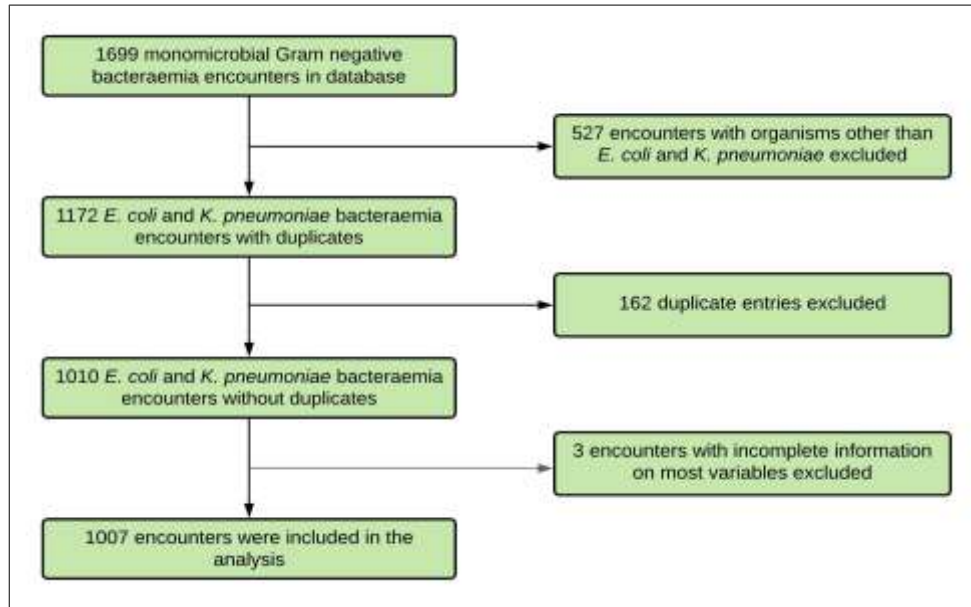 1699 monomicrobial Gram negative
bacteraemia encounters in database
527 encounters with organisms other than
E. coli and K. pneumoniae excluded
1172 E. coli and K. pneumoniae bacteraemia
encounters with duplicates
162 duplicate entries excluded
1010 E. coli and K. pneumoniae bacteraemia
encounters without duplicates
3 encounters with incomplete information
on most variables excluded
1007 encounters were included in the
analysis